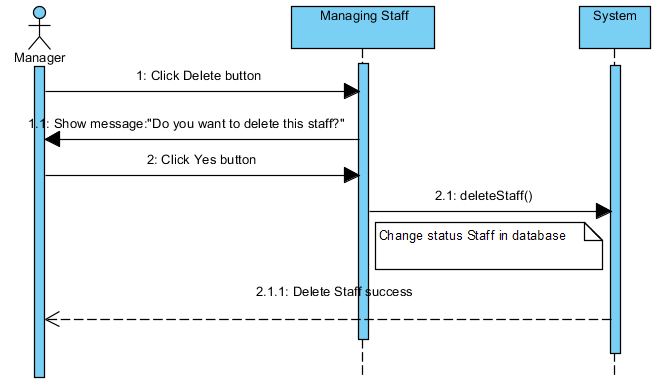 Managing Staff
System
Manager
1: Click Delete button
1.1: Show message:"Do you want to delete this staff?"
2: Click Yes button
2.1: deleteStaff()
Change status Staff in database
2.1.1: Delete Staff success